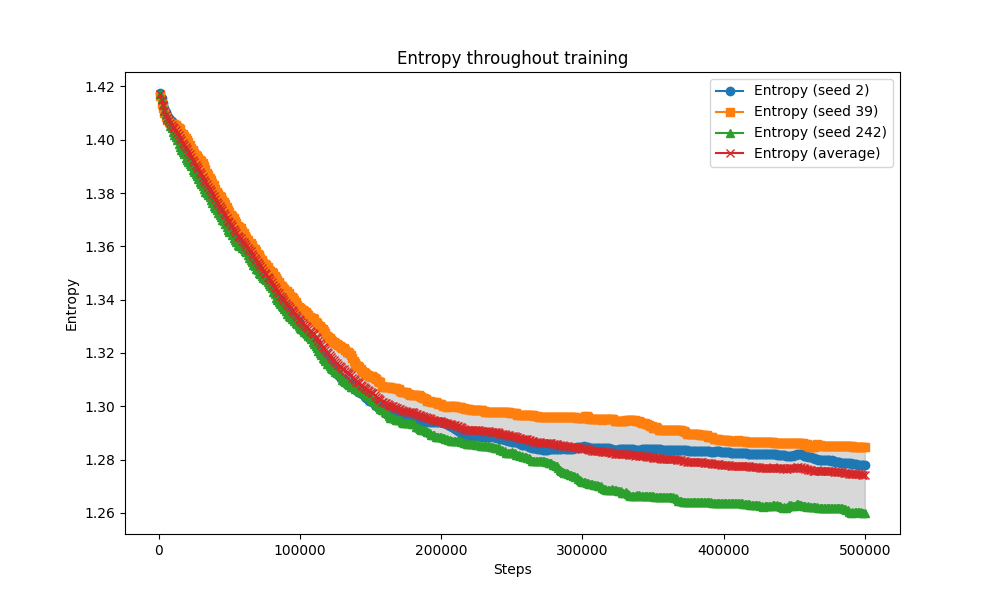 Entropy throughout training
Entropy (seed 2)
Entropy (seed 39)
Entropy (seed 242)
Entropy (average)
Entropy
1.42
1.40
1.38
1.36
1.34
1.32
1.30
1.28
1.26
0 100000 200000 300000 400000 500000
Steps